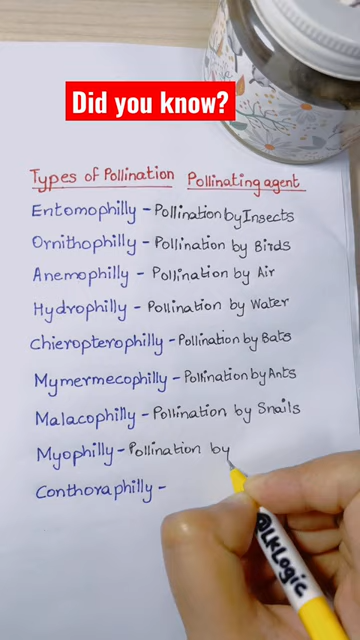 Did you know?
Types of Pollination Pollinating agent
Entomophilly - Pollination by Insects
Ornithophilly - Pollination by Birds
Anemophilly - Pollination by Air
Hydrophilly - Pollination by Water
Chieropterophilly - Pollination by Bats
Mymermecophilly - Pollination by Ants
Malacophilly - Pollination by Snails
Myophilly - Pollination by
Conthoraphilly -
@LKLogic